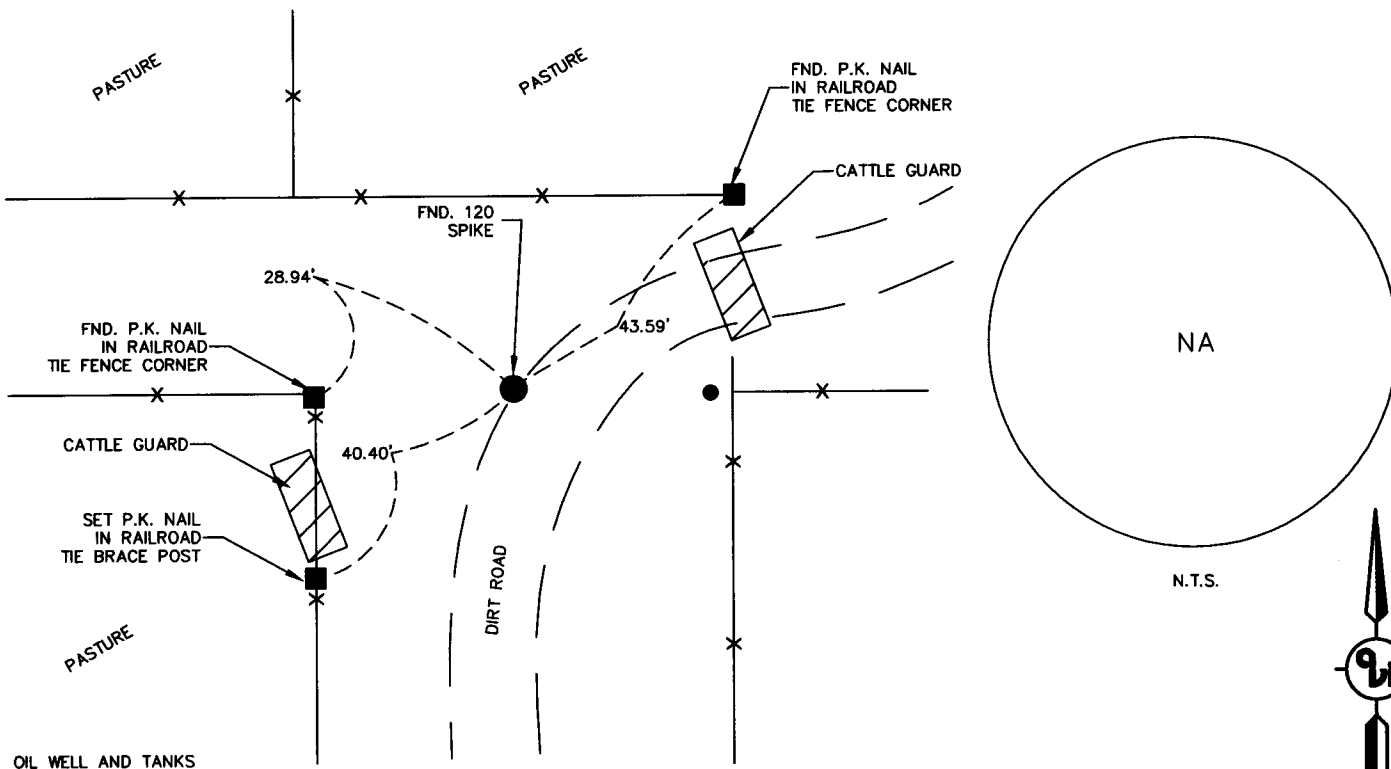 PASTURE
PASTURE
FND. P.K. NAIL
IN RAILROAD
TIE FENCE CORNER
CATTLE GUARD
FND. 120
SPIKE
28.94'
43.59'
FND. P.K. NAIL
IN RAILROAD
TIE FENCE CORNER
NA
CATTLE GUARD
40.40'
SET P.K. NAIL
IN RAILROAD
TIE BRACE POST
DIRT ROAD
N.T.S.
PASTURE
OIL WELL AND TANKS